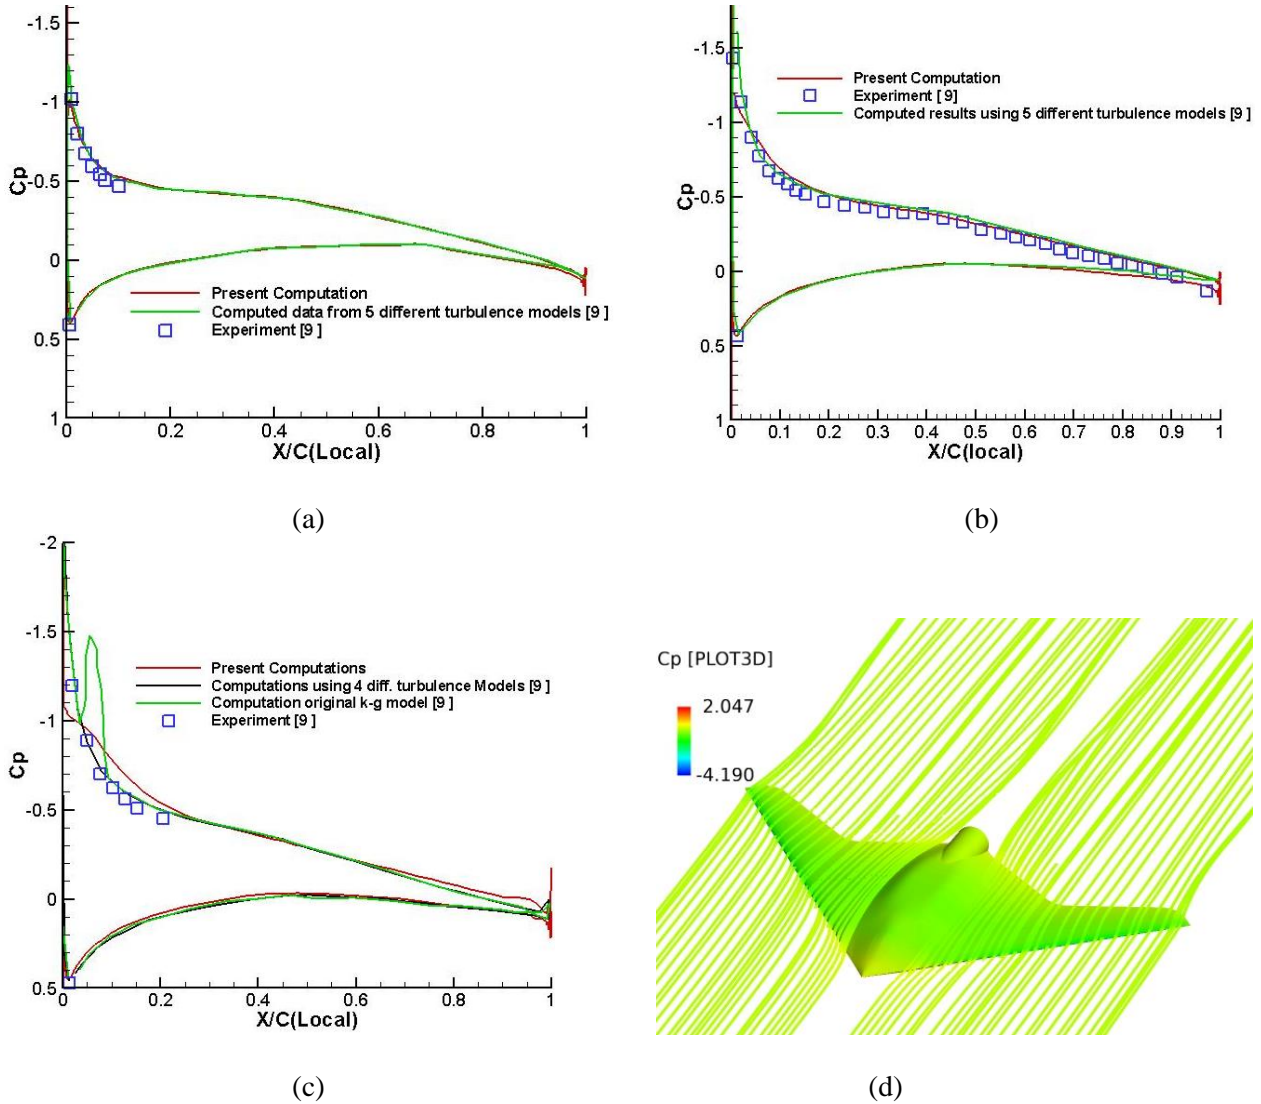 -1.5
-1
-0.5
0
0.5
1
Cp
Present Computation
Computed data from 5 different turbulence models [9 ]
Experiment [9 ]
0 0.2 0.4 0.6 0.8 1
X/C(Local)
(a)
-1.5
-1
-0.5
0
0.5
1
Cp
Present Computation
Experiment [ 9]
Computed results using 5 different turbulence models [9 ]
0 0.1 0.2 0.3 0.4 0.5 0.6 0.7 0.8 0.9 1
X/C(local)
(b)
-2
-1.5
-1
-0.5
0
0.5
Cp
Present Computations
Computations using 4 diff. turbulence Models [9 ]
Computation original k-g model [9 ]
Experiment [9 ]
0 0.2 0.4 0.6 0.8 1
X/C(Local)
(c)
Cp [PLOT3D]
2.047
-4.190
(d)